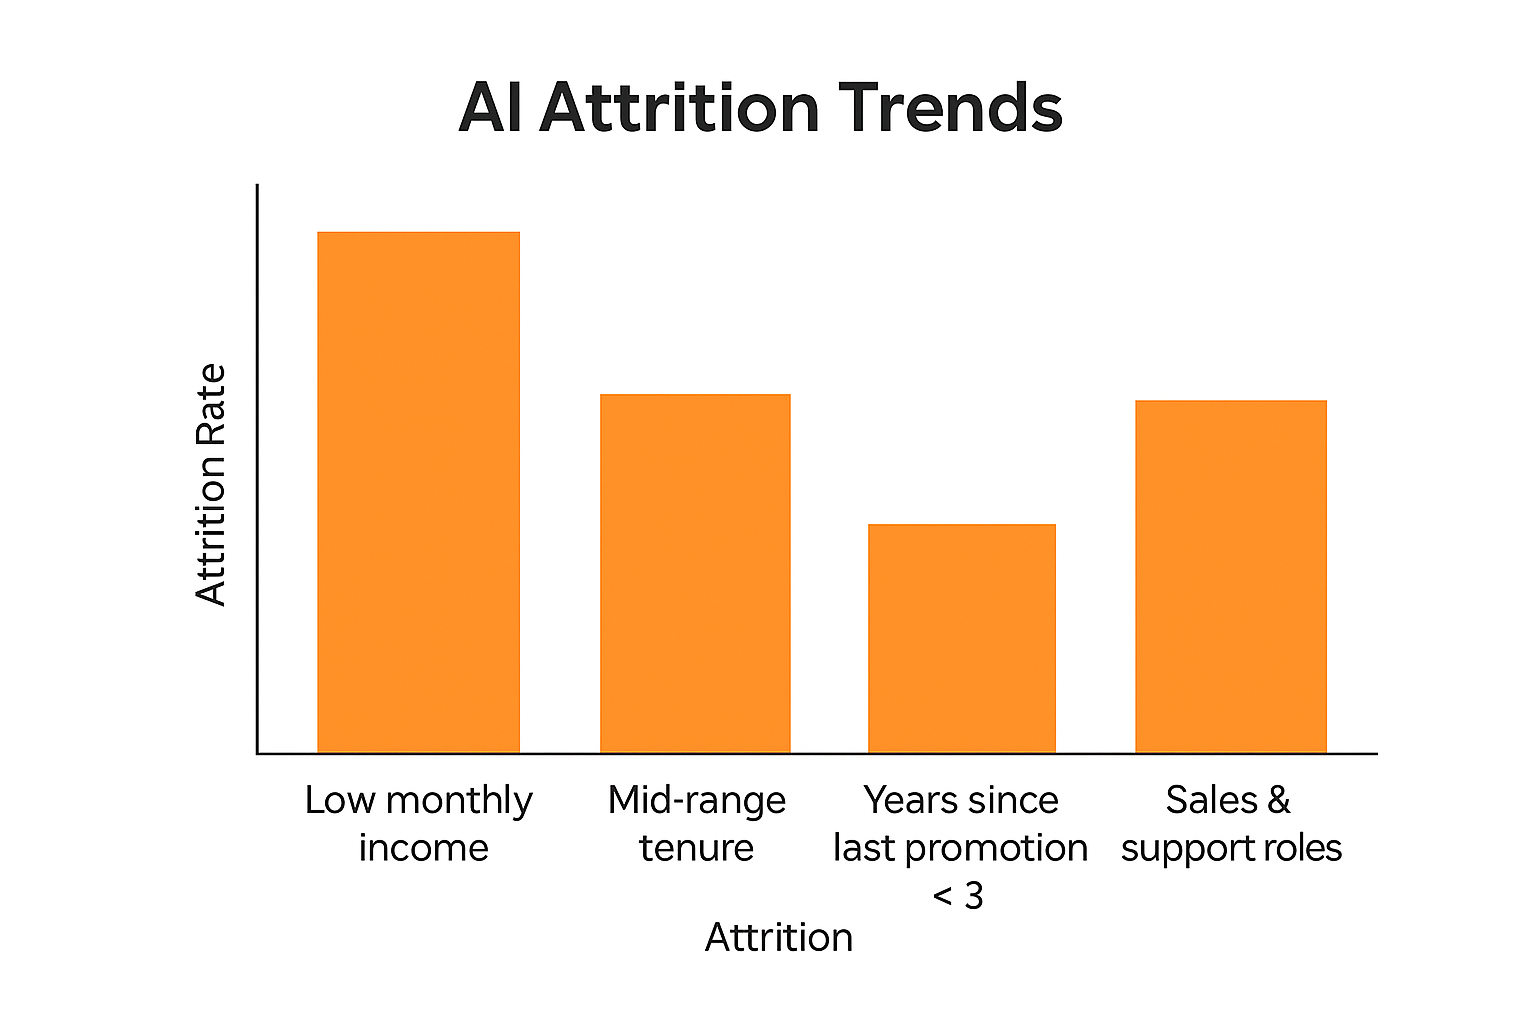 AI Attrition Trends
Attrition Rate
Low monthly
income
Mid-range
tenure
Years since
last promotion
< 3
Sales &
support roles
Attrition